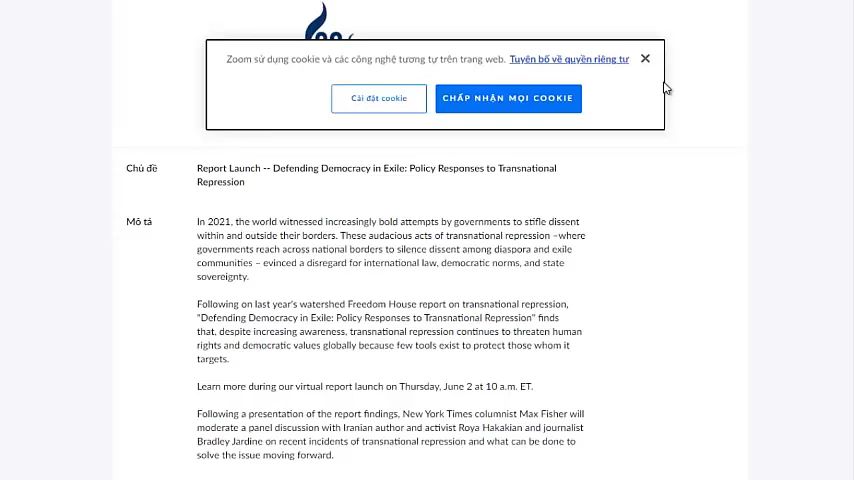 Zoom sử dụng cookie và các công nghệ tương tự trên trang web. Tuyên bố về quyền riêng tư
Cài đặt cookie
CHẤP NHẬN MỌI COOKIE
Chủ đề
Report Launch -- Defending Democracy in Exile: Policy Responses to Transnational
Repression
Mô tả
In 2021, the world witnessed increasingly bold attempts by governments to stifle dissent
within and outside their borders. These audacious acts of transnational repression –where
governments reach across national borders to silence dissent among diaspora and exile
communities – evinced a disregard for international law, democratic norms, and state
sovereignty.
Following on last year's watershed Freedom House report on transnational repression,
"Defending Democracy in Exile: Policy Responses to Transnational Repression" finds
that, despite increasing awareness, transnational repression continues to threaten human
rights and democratic values globally because few tools exist to protect those whom it
targets.
Learn more during our virtual report launch on Thursday, June 2 at 10 a.m. ET.
Following a presentation of the report findings, New York Times columnist Max Fisher will
moderate a panel discussion with Iranian author and activist Roya Hakakian and journalist
Bradley Jardine on recent incidents of transnational repression and what can be done to
solve the issue moving forward.